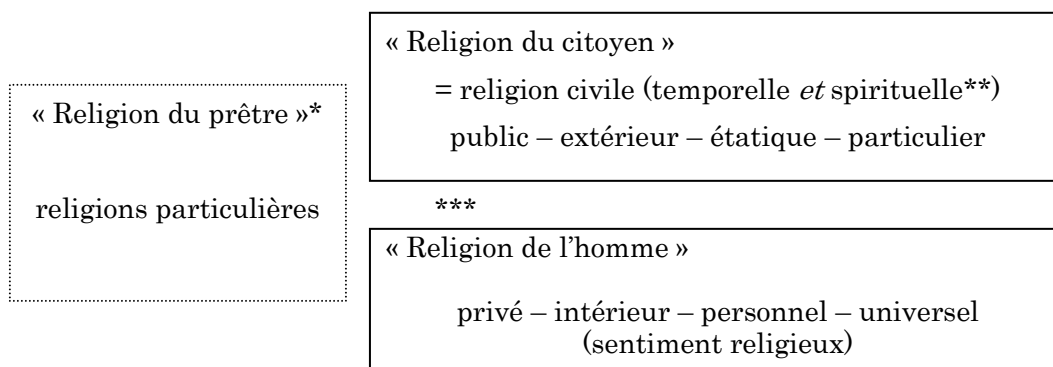 « Religion du prêtre »*
religions particulières
« Religion du citoyen »
= religion civile (temporelle et spirituelle**)
public – extérieur – étatique – particulier
***
« Religion de l’homme »
privé – intérieur – personnel – universel
(sentiment religieux)